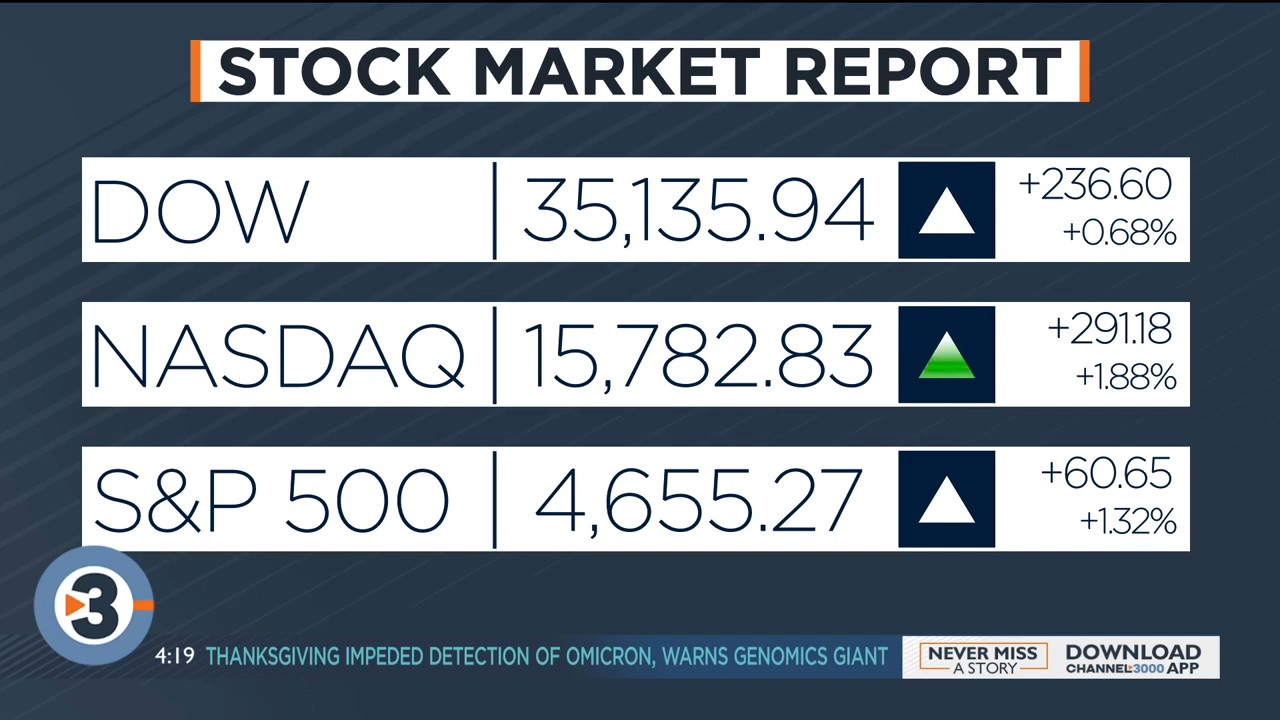 STOCK MARKET REPORT
DOW 35,135.94 +236.60
+0.68%
NASDAQ 15,782.83 +291.18
+1.88%
S&P 500 4,655.27 +60.65
+1.32%
3
4:19 THANKSGIVING IMPEDED DETECTION OF OMICRON, WARNS GENOMICS GIANT
NEVER MISS
A STORY
DOWNLOAD
CHANNEL3000 APP